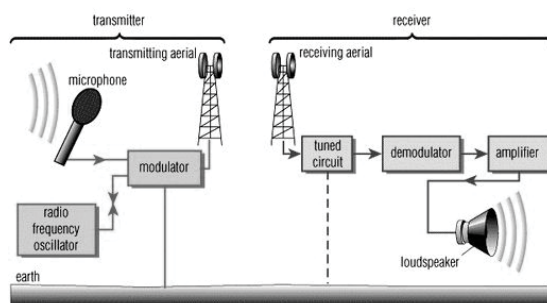 transmitter
receiver
transmitting aerial
receiving aerial
microphone
modulator
tuned
circuit
demodulator
amplifier
radio
frequency
oscillator
loudspeaker
earth